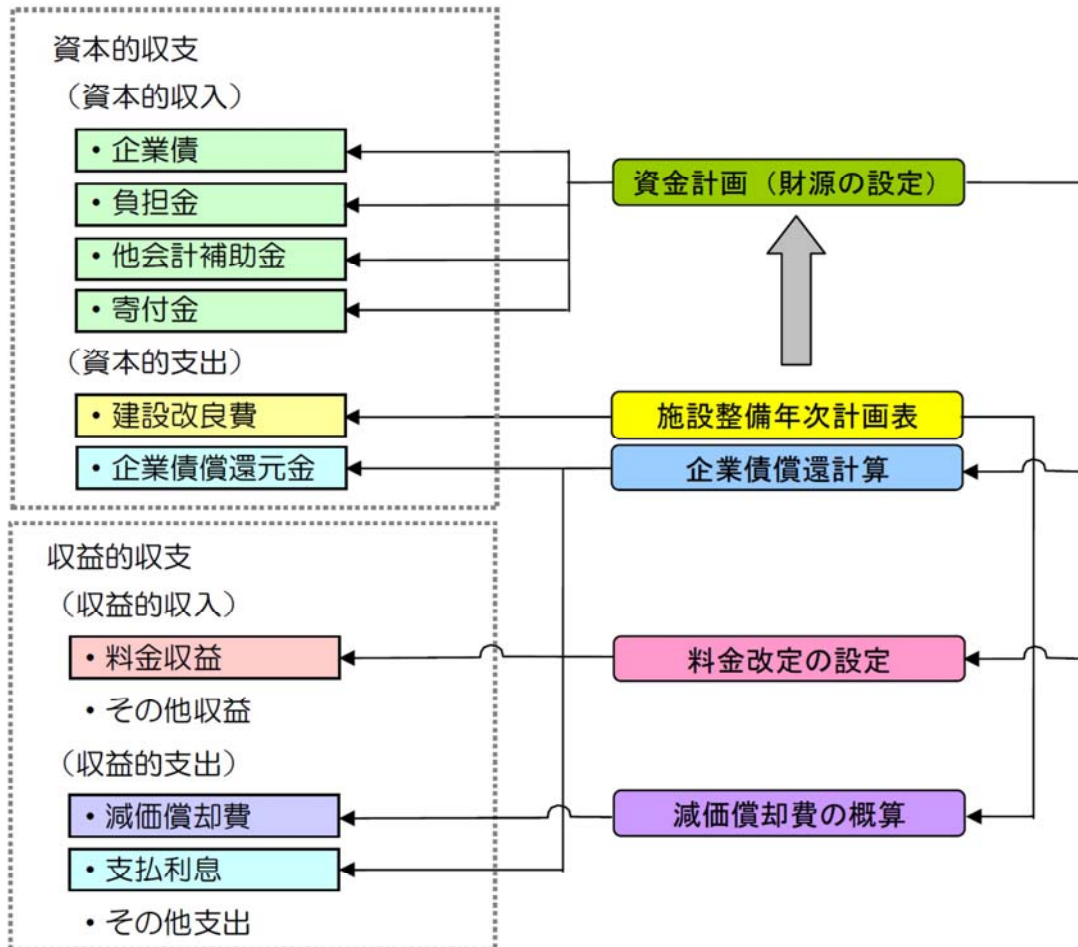 資本的収支
（資本的収入）
・企業債
・負担金
・他会計補助金
・寄付金
（資本的支出）
・建設改良費
・企業債償還元金
資金計画（財源の設定）
施設整備年次計画表
企業債償還計算
収益的収支
（収益的収入）
・料金収益
・その他収益
（収益的支出）
・減価償却費
・支払利息
・その他支出
料金改定の設定
減価償却費の概算